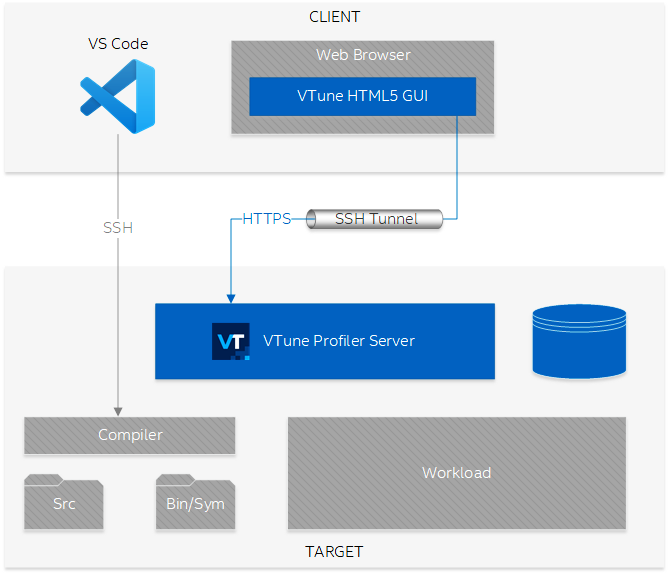 CLIENT
VS Code
Web Browser
VTune HTML5 GUI
HTTPS
SSH Tunnel
SSH
VT
VTune Profiler Server
Compiler
Src
Bin/Sym
Workload
TARGET